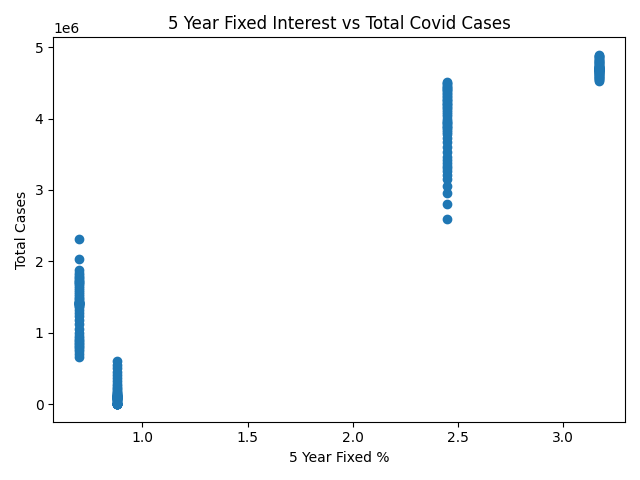 5 Year Fixed Interest vs Total Covid Cases
1e6
5
4
3
2
1
0
Total Cases
1.0 1.5 2.0 2.5 3.0
5 Year Fixed %